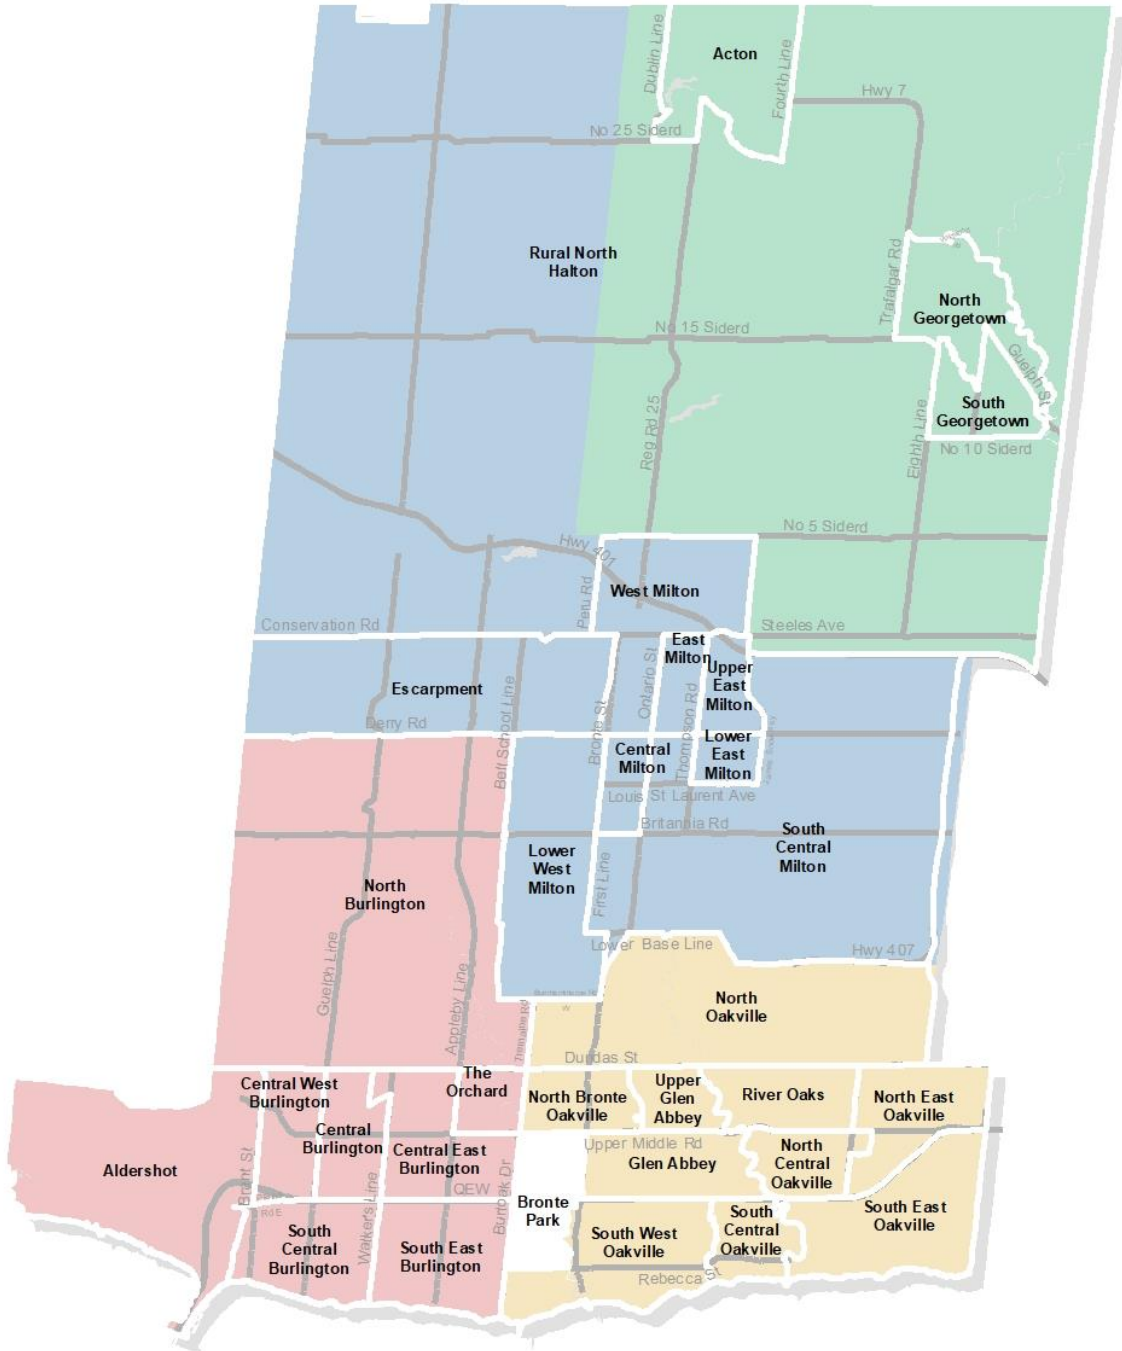 Dublin Line
Acton
Fourth Line
Hwy 7
No 25 Siderd
Rural North
Halton
Trafalgar Rd
North
Georgetown
No 15 Siderd
Guelph St
South
Georgetown
Reg Rd 25
Eighth Line
No 10 Siderd
No 5 Siderd
Hwy 401
Peru Rd
West Milton
Conservation Rd
Steeles Ave
East
Milton
Upper
East
Milton
Escarpment
Ontario St
Bronte St
Derry Rd
Bell School Line
Thompson Rd
Central
Milton
Lower
East
Milton
Louis St Laurent Ave
Britannia Rd
South
Central
Milton
Lower
West
Milton
North
Burlington
First Line
Guelph Line
Appleby Line
Lower Base Line
Hwy 407
North
Oakville
Tremaine Rd
Dundas St
Central West
Burlington
The
Orchard
North Bronte
Oakville
Upper
Glen
Abbey
River Oaks
North East
Oakville
Central
Burlington
Central East
Burlington
Upper Middle Rd
Glen Abbey
North
Central
Oakville
Aldershot
Brant St
QEW
Rd E
Walker's Line
Burloak Dr
Bronte
Park
South
Central
Burlington
South East
Burlington
South West
Oakville
South
Central
Oakville
South East
Oakville
Rebecca St